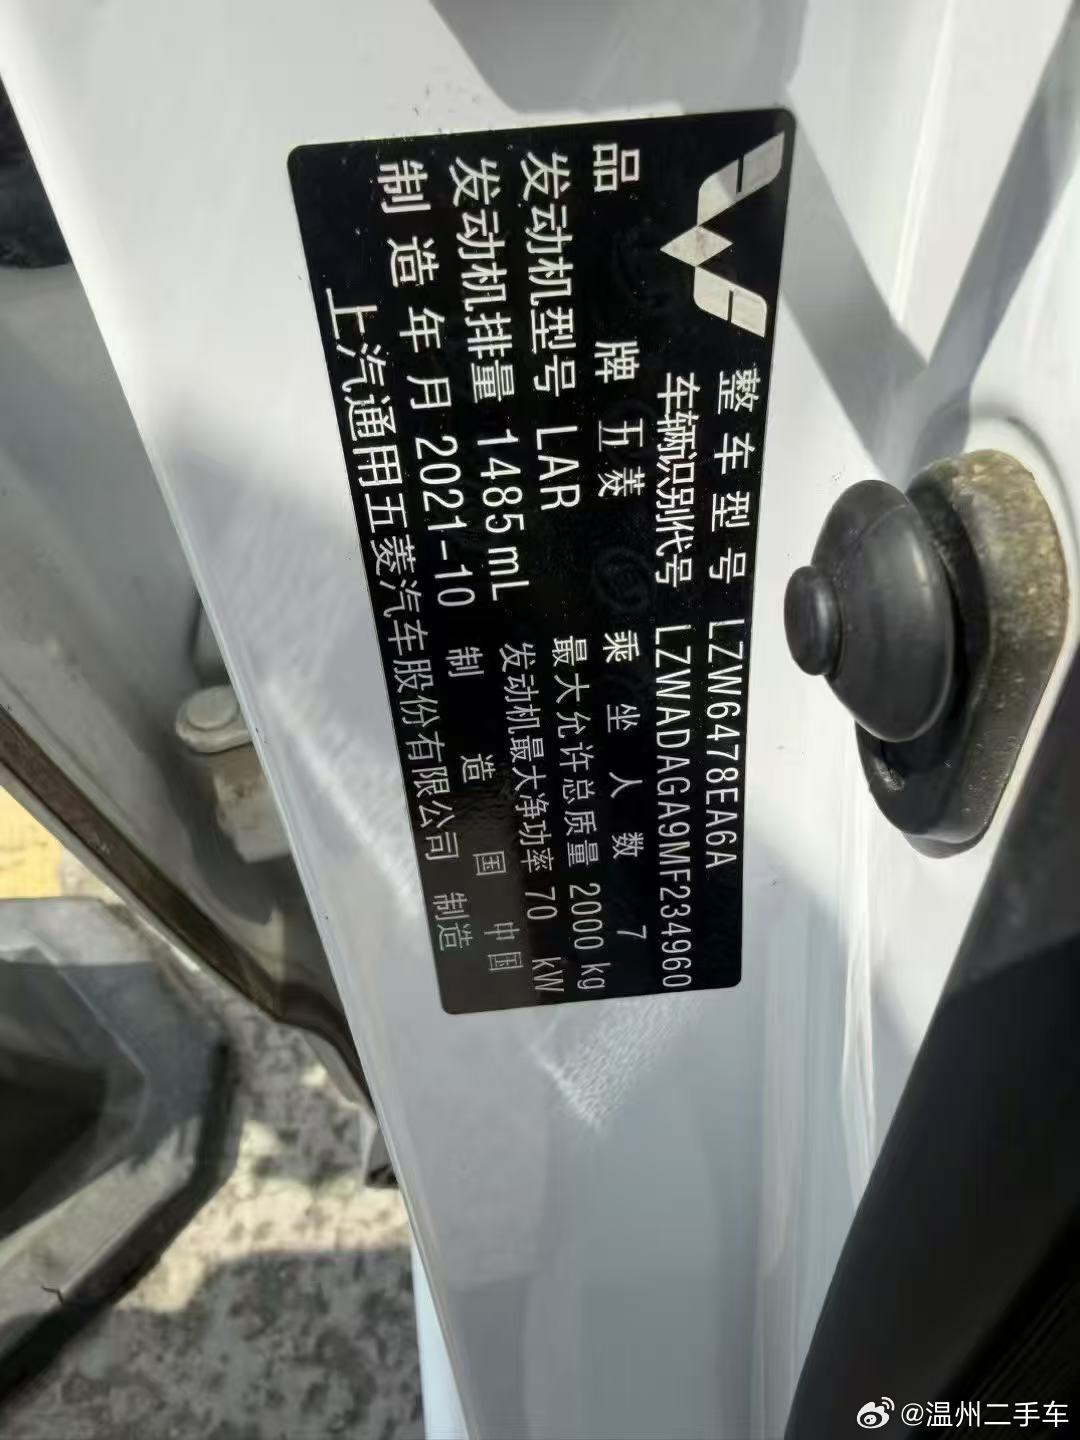 整车型号 LZW6478EA6A
车辆识别代号 LZWADAGA9MF234960
品牌 五菱 乘坐人数 7
发动机型号 LAR 最大允许总质量 2000 kg
发动机排量 1485 mL 发动机最大净功率 70 kW
制造年月 2021-10 制造国 中国
上汽通用五菱汽车股份有限公司 制造
@温州二手车